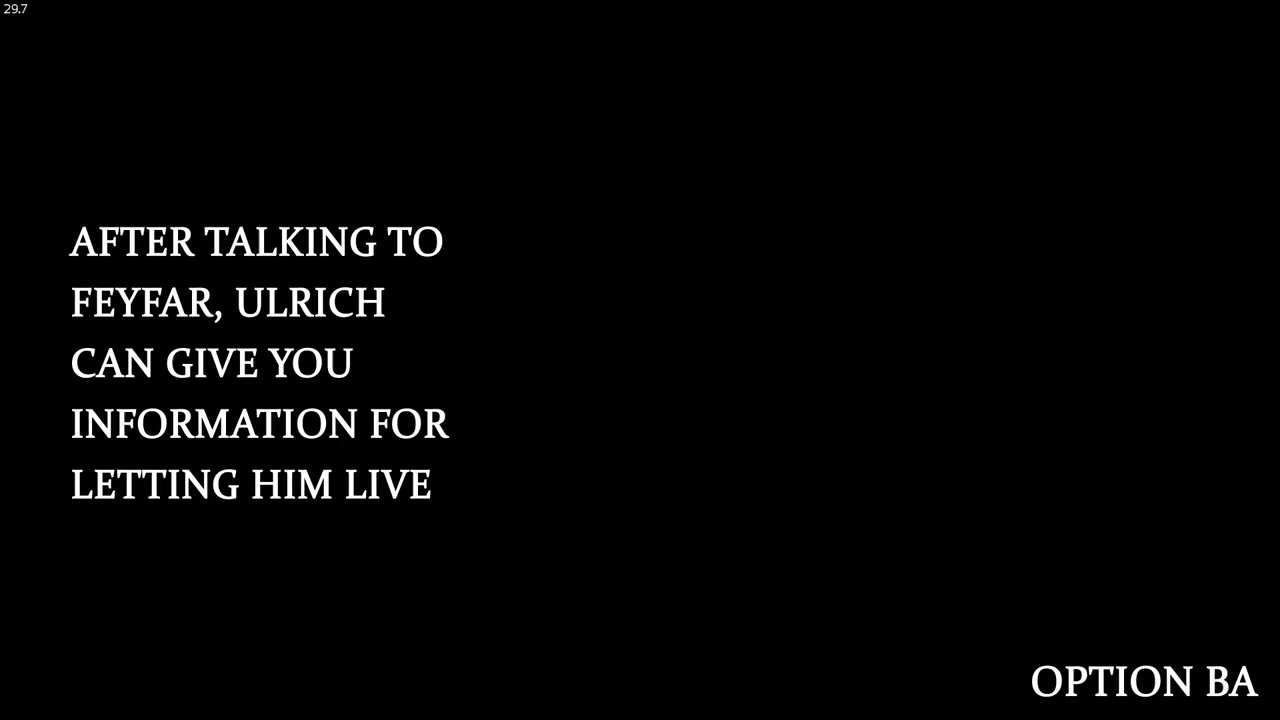 29.7
AFTER TALKING TO
FEYFAR, ULRICH
CAN GIVE YOU
INFORMATION FOR
LETTING HIM LIVE
OPTION BA